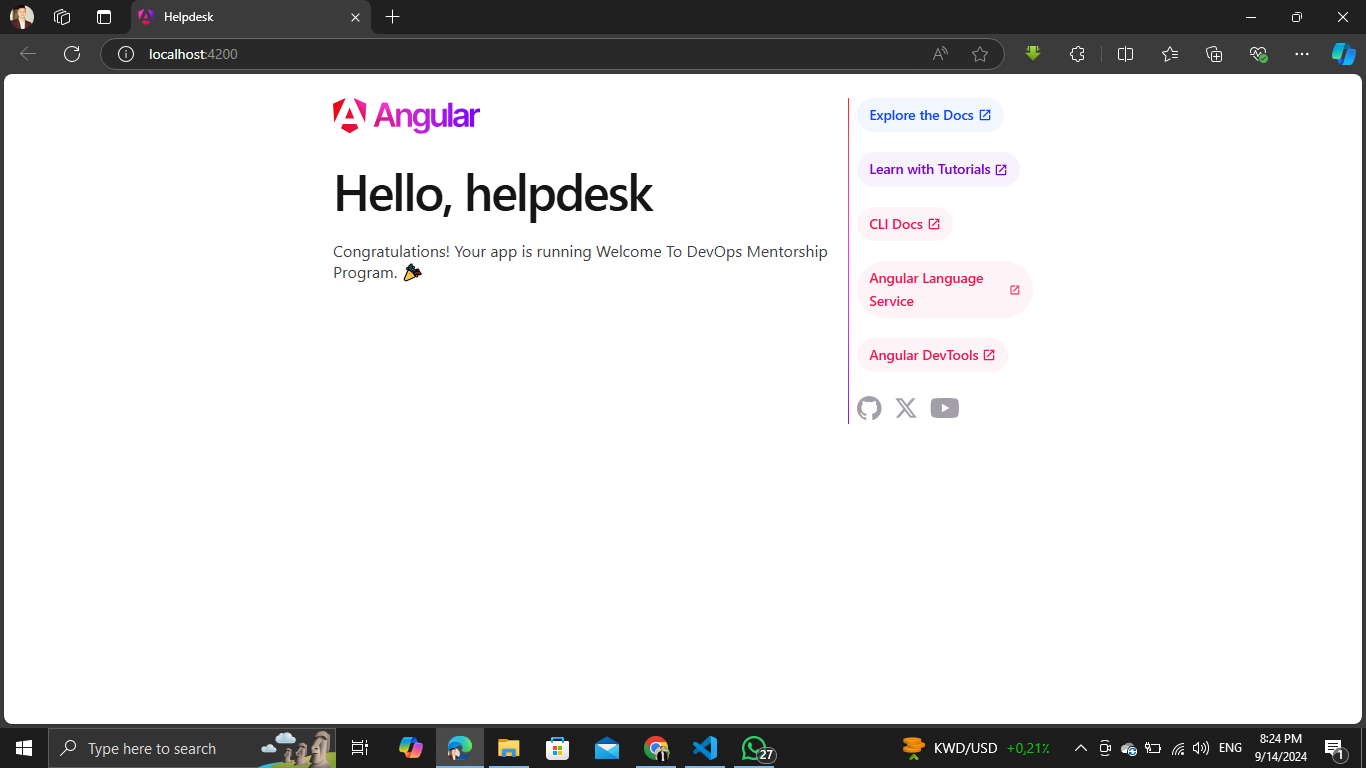 Helpdesk
localhost:4200
Angular
Hello, helpdesk
Congratulations! Your app is running Welcome To DevOps Mentorship
Program. 🎉
Explore the Docs
Learn with Tutorials
CLI Docs
Angular Language
Service
Angular DevTools
Type here to search
27
KWD/USD +0,21%
ENG
8:24 PM
9/14/2024
1